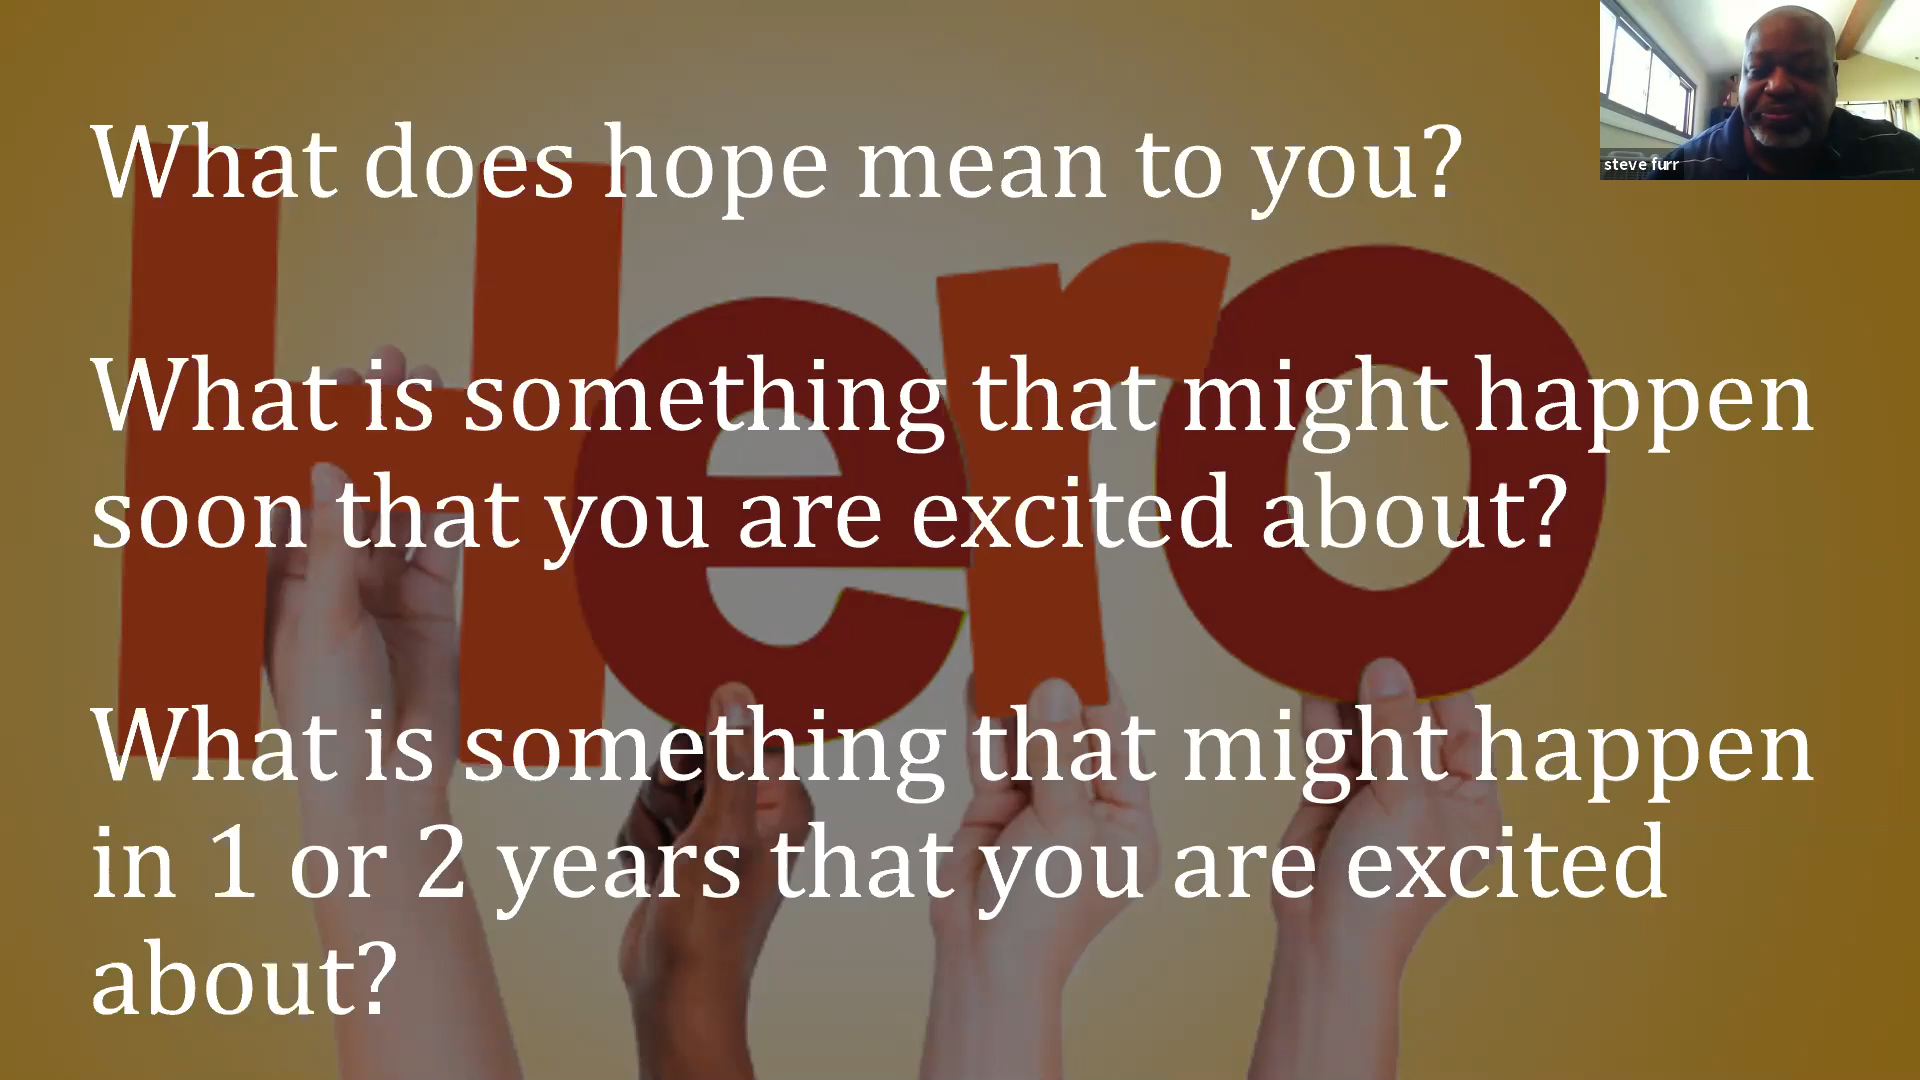 What does hope mean to you?
What is something that might happen
soon that you are excited about?
What is something that might happen
in 1 or 2 years that you are excited
about?
Hero
steve furr